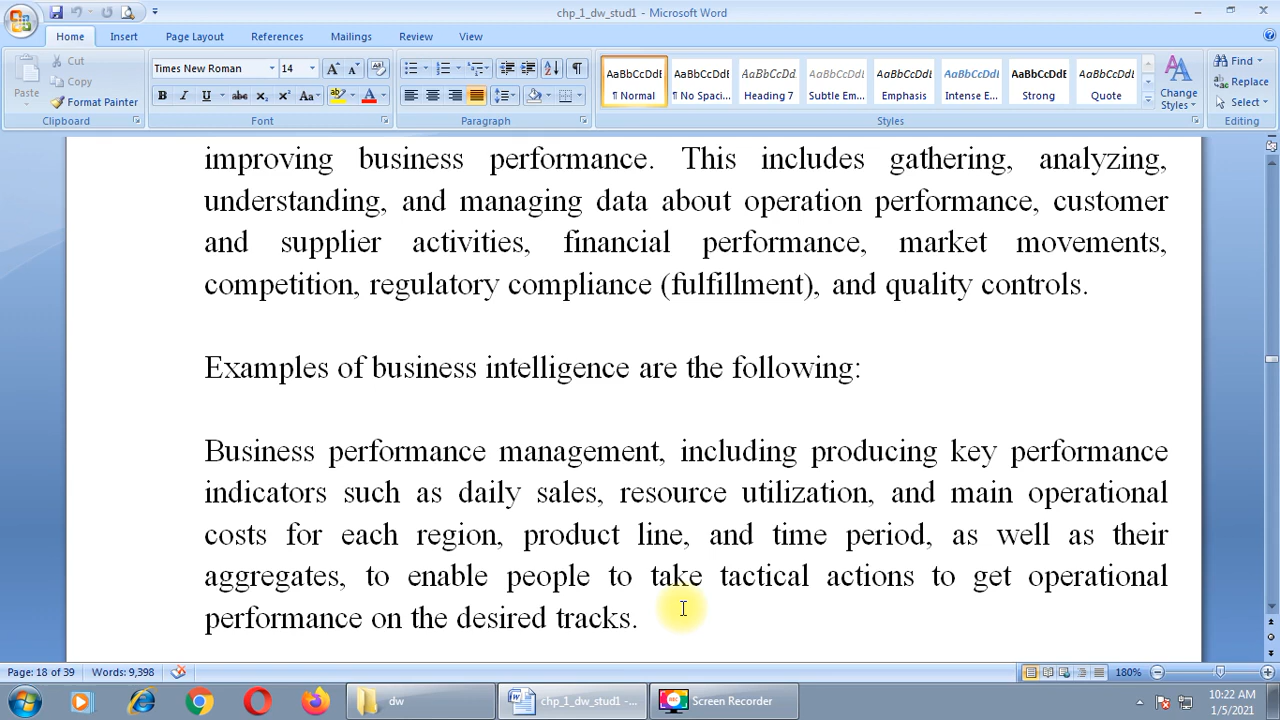 chp_1_dw_stud1 - Microsoft Word
Home Insert Page Layout References Mailings Review View
Paste
Cut
Copy
Format Painter
Clipboard
Times New Roman 14
Font
Paragraph
AaBbCcDdE AaBbCcDdE AaBbCcDd. AaBbCcDd. AaBbCcDdE AaBbCcDdE AaBbCcDd AaBbCcDdE
¶ Normal ¶ No Spaci... Heading 7 Subtle Em... Emphasis Intense E... Strong Quote
Change Styles
Styles
Find
Replace
Select
Editing
improving business performance. This includes gathering, analyzing,
understanding, and managing data about operation performance, customer
and supplier activities, financial performance, market movements,
competition, regulatory compliance (fulfillment), and quality controls.
Examples of business intelligence are the following:
Business performance management, including producing key performance
indicators such as daily sales, resource utilization, and main operational
costs for each region, product line, and time period, as well as their
aggregates, to enable people to take tactical actions to get operational
performance on the desired tracks.
Page: 18 of 39 Words: 9,398 180%
dw chp_1_dw_stud1 -... Screen Recorder
10:22 AM
1/5/2021